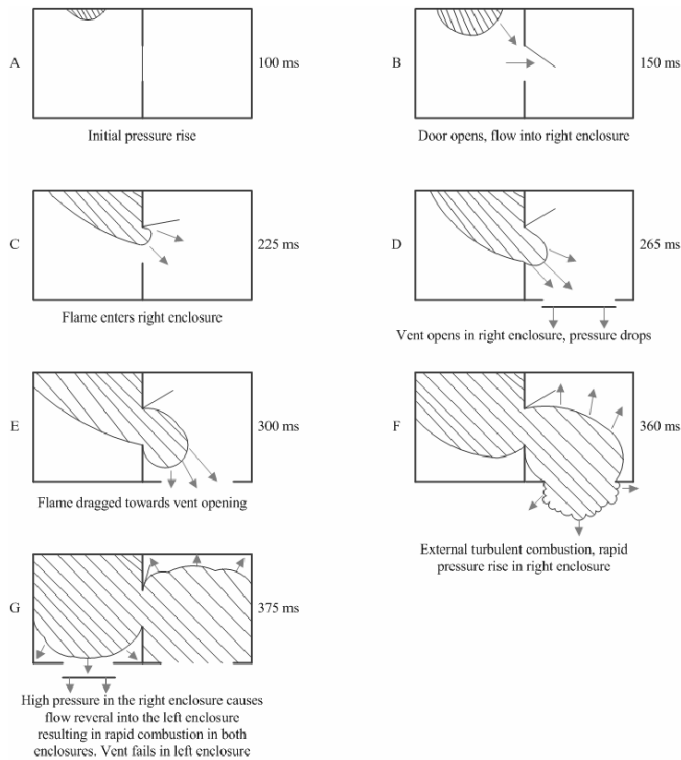 A
100 ms
Initial pressure rise
B
150 ms
Door opens, flow into right enclosure
C
225 ms
Flame enters right enclosure
D
265 ms
Vent opens in right enclosure, pressure drops
E
300 ms
Flame dragged towards vent opening
F
360 ms
External turbulent combustion, rapid
pressure rise in right enclosure
G
375 ms
High pressure in the right enclosure causes
flow reveral into the left enclosure
resulting in rapid combustion in both
enclosures. Vent fails in left enclosure